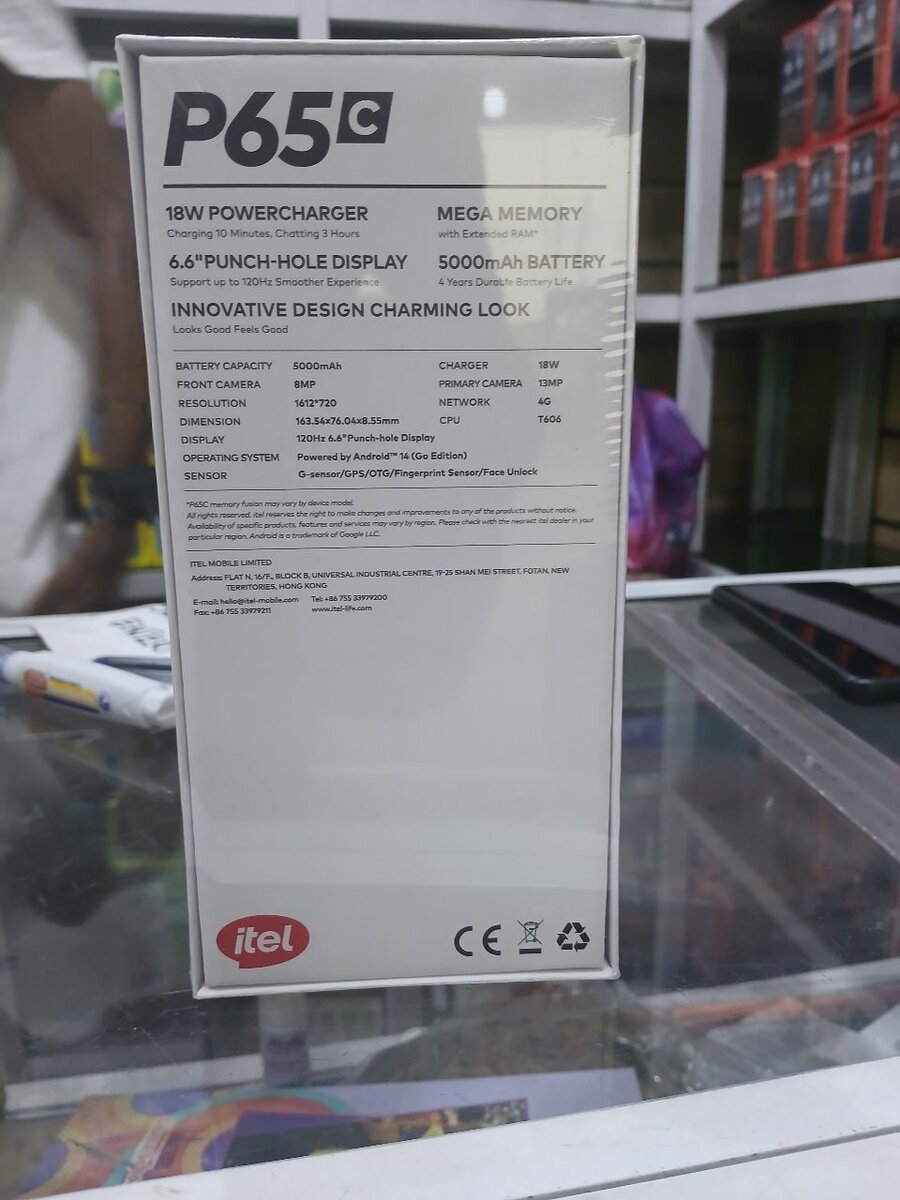 P65C
18W POWERCHARGER MEGA MEMORY
Charging 10 Minutes, Chatting 3 Hours with Extended RAM*
6.6"PUNCH-HOLE DISPLAY 5000mAh BATTERY
Support up to 120Hz Smoother Experience 4 Years Durable Battery Life
INNOVATIVE DESIGN CHARMING LOOK
Looks Good Feels Good
BATTERY CAPACITY 5000mAh CHARGER 18W
FRONT CAMERA 8MP PRIMARY CAMERA 13MP
RESOLUTION 1612*720 NETWORK 4G
DIMENSION 163.54x76.04x8.55mm CPU T606
DISPLAY 120Hz 6.6"Punch-hole Display
OPERATING SYSTEM Powered by Android™ 14 (Go Edition)
SENSOR G-sensor/GPS/OTG/Fingerprint Sensor/Face Unlock
*P65C memory fusion may vary by device model.
All rights reserved. itel reserves the right to make changes and improvements to any of the products without notice.
Availability of specific products, features and services may vary by region. Please check with the nearest itel dealer in your
particular region. Android is a trademark of Google LLC.
ITEL MOBILE LIMITED
Address: FLAT N, 16/F., BLOCK B, UNIVERSAL INDUSTRIAL CENTRE, 19-25 SHAN MEI STREET, FOTAN, NEW
TERRITORIES, HONG KONG
E-mail: hello@itel-mobile.com Tel: +86 755 33979200
Fax: +86 755 33979211 www.itel-life.com
itel CE